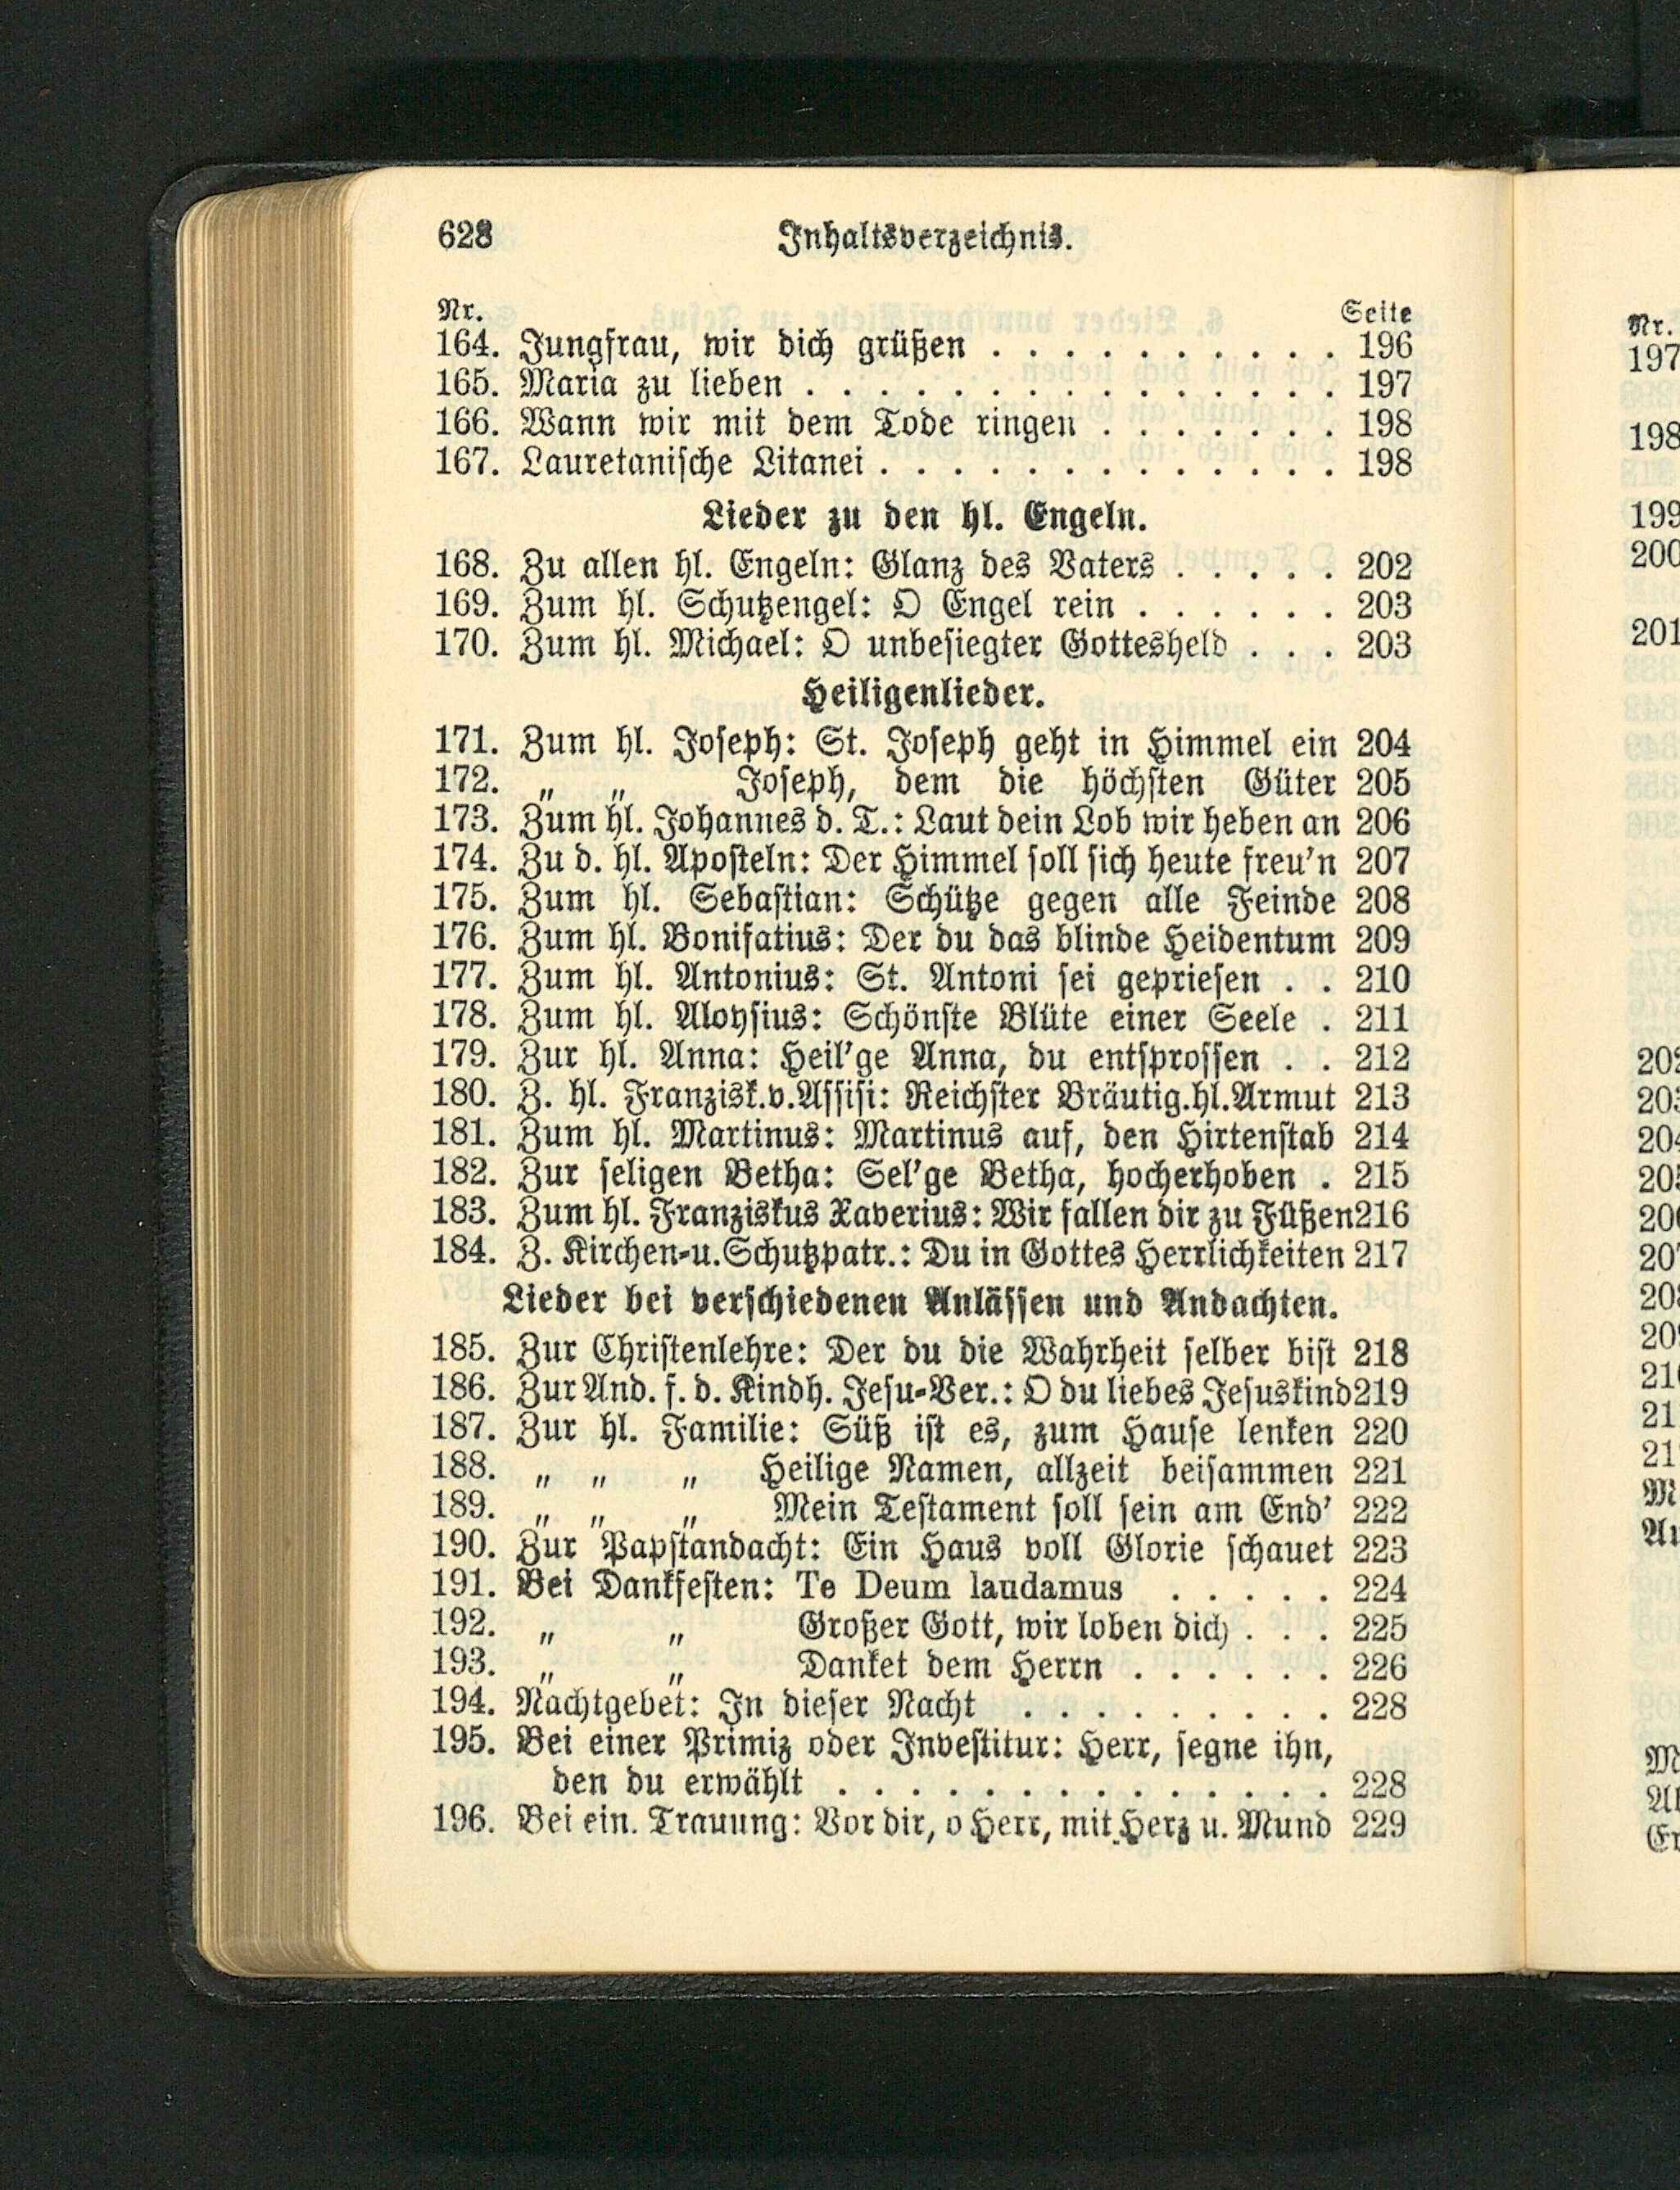 628 Inhaltsverzeichnis.
Nr. Seite
164. Jungfrau, wir dich grüßen . . . . . . . . . . 196
165. Maria zu lieben . . . . . . . . . . . . . . . 197
166. Wann wir mit dem Tode ringen . . . . . . . 198
167. Lauretanische Litanei . . . . . . . . . . . . . 198
Lieder zu den hl. Engeln.
168. Zu allen hl. Engeln: Glanz des Vaters . . . . . 202
169. Zum hl. Schutzengel: O Engel rein . . . . . . 203
170. Zum hl. Michael: O unbesiegter Gottesheld . . . 203
Heiligenlieder.
171. Zum hl. Joseph: St. Joseph geht in Himmel ein 204
172. „ „ Joseph, dem die höchsten Güter 205
173. Zum hl. Johannes d. T.: Laut dein Lob wir heben an 206
174. Zu d. hl. Aposteln: Der Himmel soll sich heute freu'n 207
175. Zum hl. Sebastian: Schütze gegen alle Feinde 208
176. Zum hl. Bonifatius: Der du das blinde Heidentum 209
177. Zum hl. Antonius: St. Antoni sei gepriesen . . 210
178. Zum hl. Aloysius: Schönste Blüte einer Seele . 211
179. Zur hl. Anna: Heil'ge Anna, du entsprossen . . 212
180. Z. hl. Franzisk.v.Assisi: Reichster Bräutig.hl.Armut 213
181. Zum hl. Martinus: Martinus auf, den Hirtenstab 214
182. Zur seligen Betha: Sel'ge Betha, hocherhoben . 215
183. Zum hl. Franziskus Xaverius: Wir fallen dir zu Füßen216
184. Z. Kirchen-u.Schutzpatr.: Du in Gottes Herrlichkeiten 217
Lieder bei verschiedenen Anlässen und Andachten.
185. Zur Christenlehre: Der du die Wahrheit selber bist 218
186. Zur And. f. d. Kindh. Jesu-Ver.: O du liebes Jesuskind219
187. Zur hl. Familie: Süß ist es, zum Hause lenken 220
188. „ „ „ Heilige Namen, allzeit beisammen 221
189. „ „ „ Mein Testament soll sein am End' 222
190. Zur Papstandacht: Ein Haus voll Glorie schauet 223
191. Bei Dankfesten: Te Deum laudamus . . . . . 224
192. „ „ Großer Gott, wir loben dich . . . 225
193. „ „ Danket dem Herrn . . . . . . 226
194. Nachtgebet: In dieser Nacht . . . . . . . . . 228
195. Bei einer Primiz oder Investitur: Herr, segne ihn,
den du erwählt . . . . . . . . . . . . . . 228
196. Bei ein. Trauung: Vor dir, o Herr, mit Herz u. Mund 229
Nr.
197
198
199
200
201